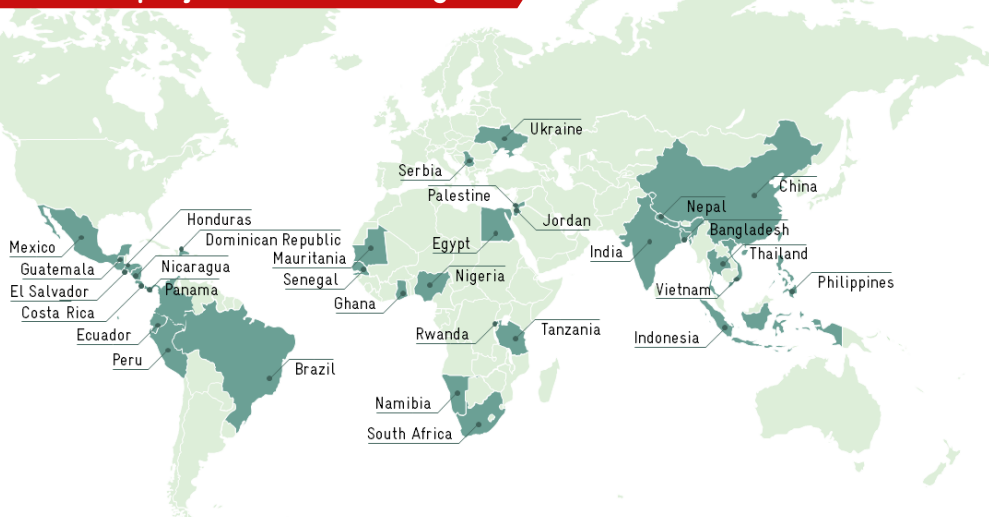 Ukraine
Serbia
China
Palestine
Nepal
Honduras
Jordan
Bangladesh
Dominican Republic
Mexico
Egypt
India
Thailand
Mauritania
Guatemala
Nicaragua
Nigeria
Senegal
Philippines
El Salvador
Panama
Vietnam
Ghana
Costa Rica
Ecuador
Rwanda
Tanzania
Indonesia
Peru
Brazil
Namibia
South Africa